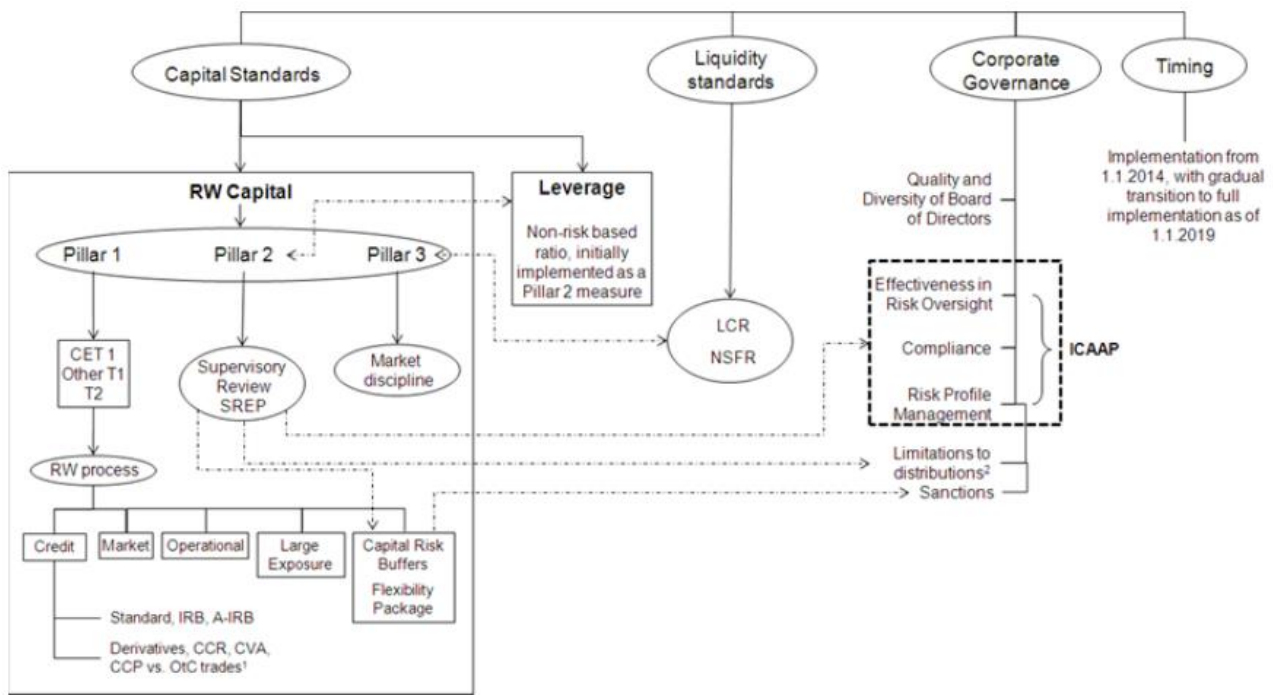 Capital Standards
Liquidity
standards
Corporate
Governance
Timing
RW Capital
Pillar 1
Pillar 2
Pillar 3
CET 1
Other T1
T2
Supervisory
Review
SREP
Market
discipline
RW process
Credit
Market
Operational
Large
Exposure
Capital Risk
Buffers
Flexibility
Package
Standard, IRB, A-IRB
Derivatives, CCR, CVA,
CCP vs. OtC trades¹
Leverage
Non-risk based
ratio, initially
implemented as a
Pillar 2 measure
LCR
NSFR
Quality and
Diversity of Board
of Directors
Effectiveness in
Risk Oversight
Compliance
Risk Profile
Management
ICAAP
Limitations to
distributions²
Sanctions
Implementation from
1.1.2014, with gradual
transition to full
implementation as of
1.1.2019